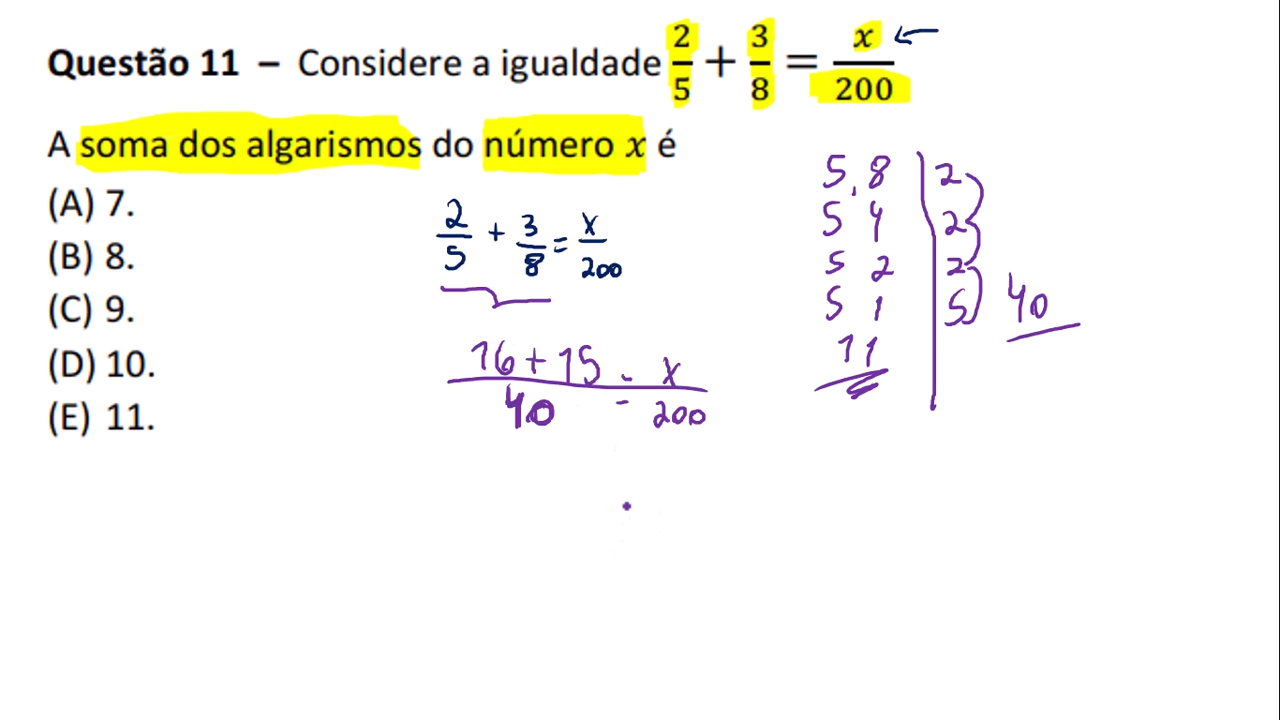 Questão 11 – Considere a igualdade 2/5 + 3/8 = x/200 ←
A soma dos algarismos do número x é
(A) 7.
(B) 8.
(C) 9.
(D) 10.
(E) 11.
2/5 + 3/8 = x/200
16 + 15 / 40 = x/200
5, 8 | 2
5 4 | 2
5 2 | 2
5 1 | 5 40
1 1